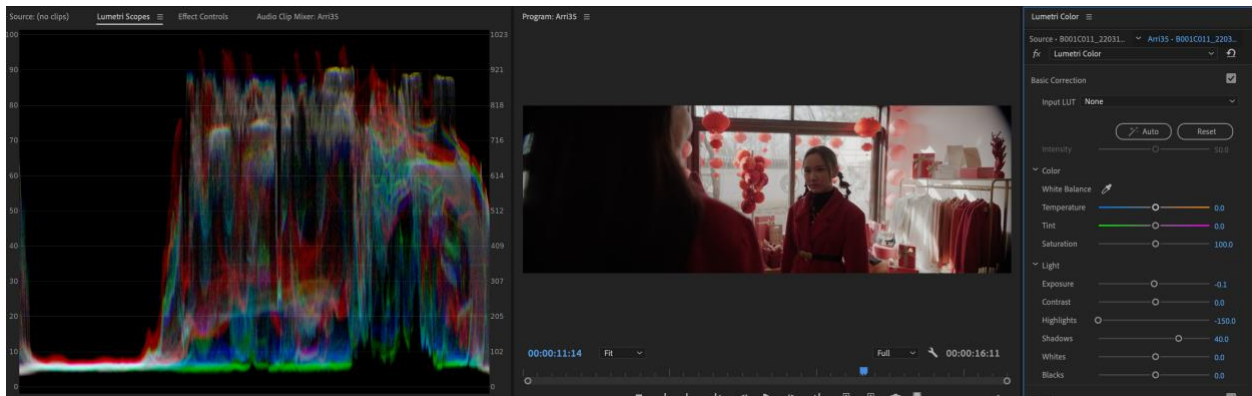 Source: (no clips) Lumetri Scopes Effect Controls Audio Clip Mixer: Arri35
100 1023
90 921
80 818
70 716
60 614
50 512
40 409
30 307
20 205
10 102
0 0
Program: Arri35
00:00:11:14 Fit Full 00:00:16:11
Lumetri Color
Source - B001C011_22031... Arri35 - B001C011_2203...
fx Lumetri Color
Basic Correction
Input LUT None
Auto Reset
Intensity 50.0
Color
White Balance
Temperature 0.0
Tint 0.0
Saturation 100.0
Light
Exposure -0.1
Contrast 0.0
Highlights -150.0
Shadows 40.0
Whites 0.0
Blacks 0.0